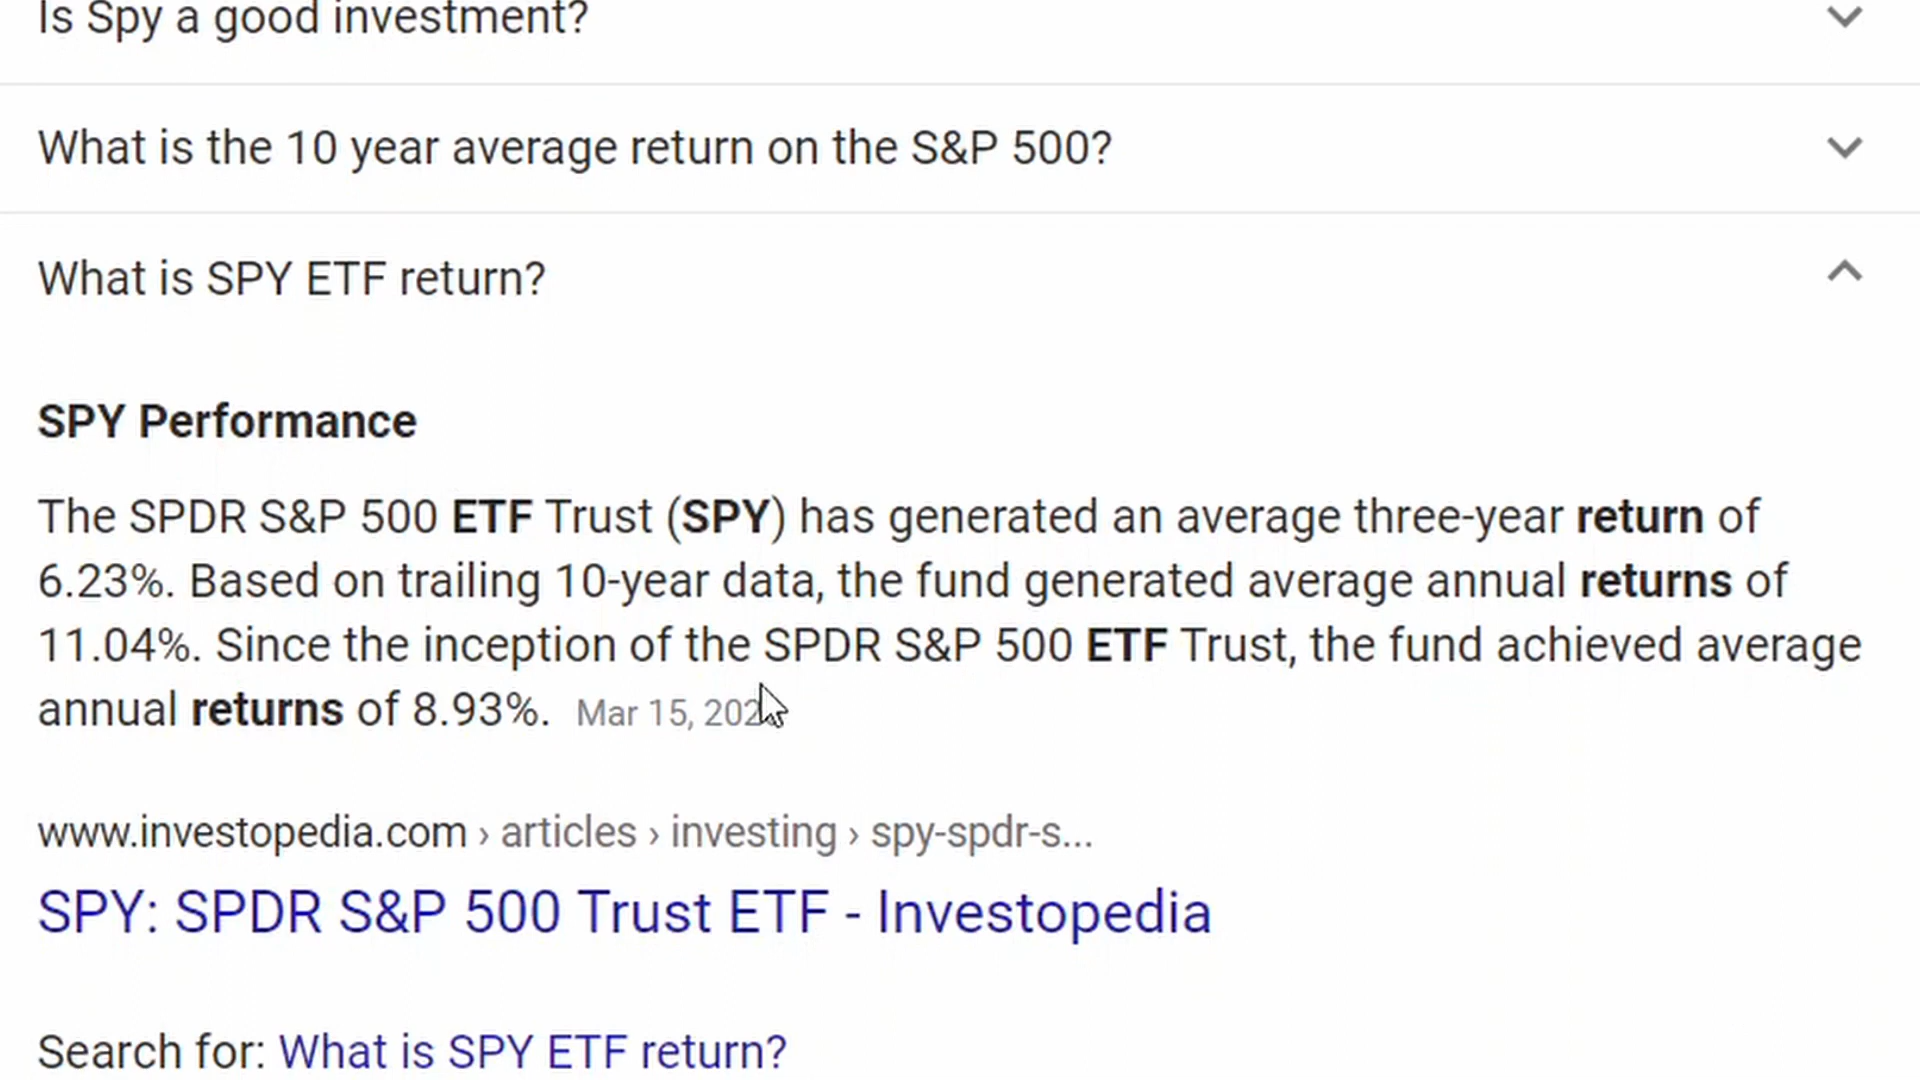 Is Spy a good investment?
What is the 10 year average return on the S&P 500?
What is SPY ETF return?
SPY Performance
The SPDR S&P 500 ETF Trust (SPY) has generated an average three-year return of
6.23%. Based on trailing 10-year data, the fund generated average annual returns of
11.04%. Since the inception of the SPDR S&P 500 ETF Trust, the fund achieved average
annual returns of 8.93%. Mar 15,
www.investopedia.com › articles › investing › spy-spdr-s...
SPY: SPDR S&P 500 Trust ETF - Investopedia
Search for: What is SPY ETF return?